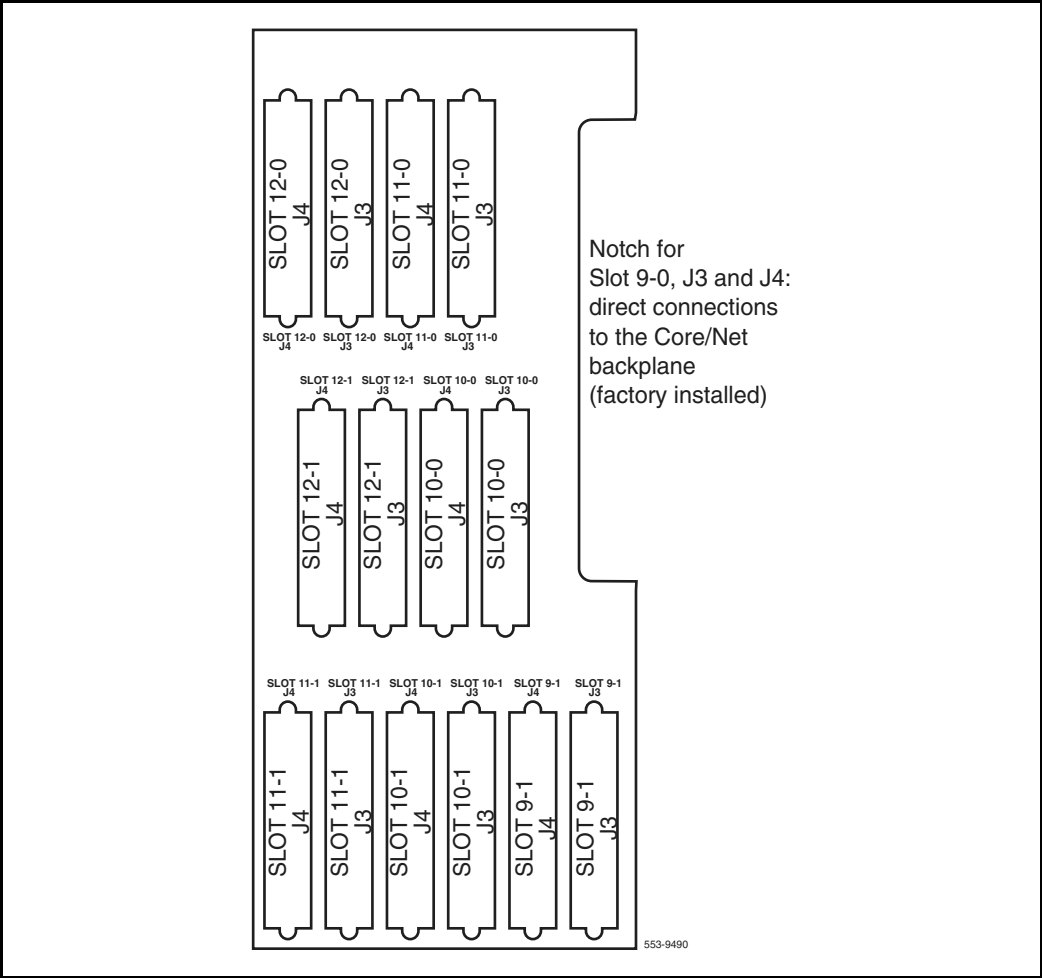 SLOT 12-0
J4
SLOT 12-0
J3
SLOT 11-0
J4
SLOT 11-0
J3
SLOT 12-0 SLOT 12-0 SLOT 11-0 SLOT 11-0
J4 J3 J4 J3
Notch for
Slot 9-0, J3 and J4:
direct connections
to the Core/Net
backplane
(factory installed)
SLOT 12-1 SLOT 12-1 SLOT 10-0 SLOT 10-0
J4 J3 J4 J3
SLOT 12-1
J4
SLOT 12-1
J3
SLOT 10-0
J4
SLOT 10-0
J3
SLOT 11-1 SLOT 11-1 SLOT 10-1 SLOT 10-1 SLOT 9-1 SLOT 9-1
J4 J3 J4 J3 J4 J3
SLOT 11-1
J4
SLOT 11-1
J3
SLOT 10-1
J4
SLOT 10-1
J3
SLOT 9-1
J4
SLOT 9-1
J3
553-9490